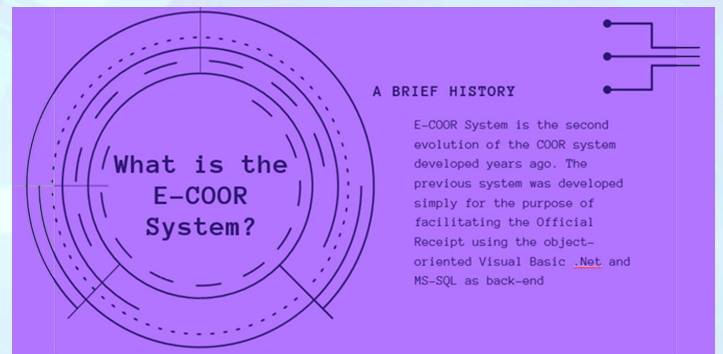 What is the
E-COOR
System?
A BRIEF HISTORY
E-COOR System is the second
evolution of the COOR system
developed years ago. The
previous system was developed
simply for the purpose of
facilitating the Official
Receipt using the object-
oriented Visual Basic .Net and
MS-SQL as back-end